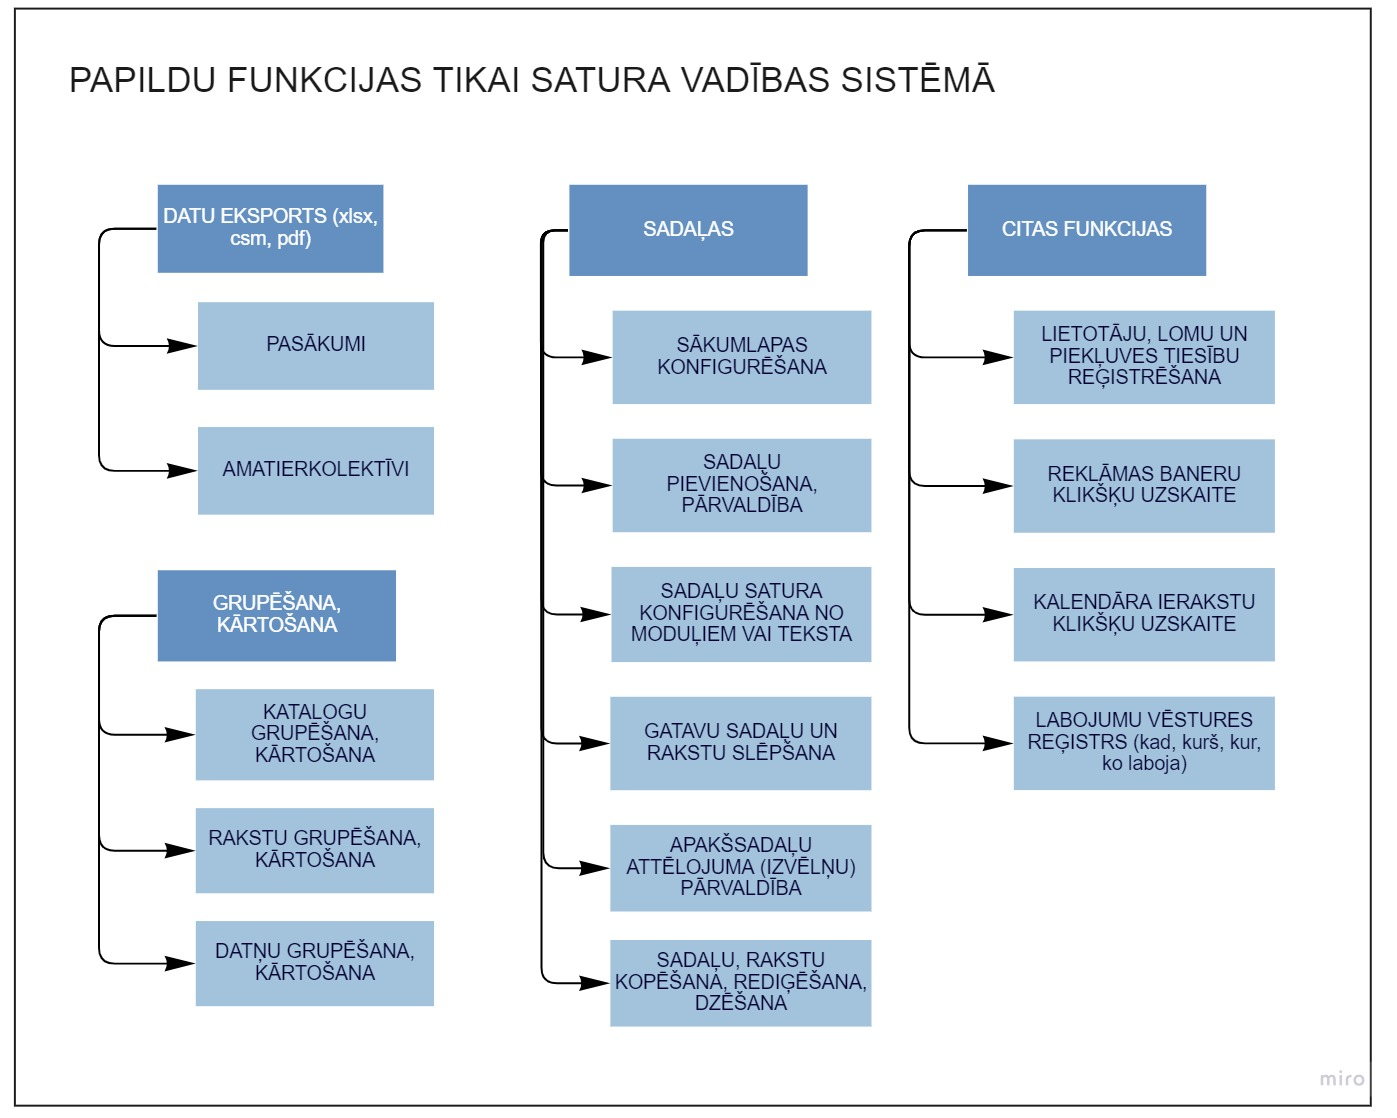 PAPILDU FUNKCIJAS TIKAI SATURA VADĪBAS SISTĒMĀ
DATU EKSPORTS (xlsx,
csm, pdf)
PASĀKUMI
AMATIERKOLEKTĪVI
GRUPĒŠANA,
KĀRTOŠANA
KATALOGU
GRUPĒŠANA,
KĀRTOŠANA
RAKSTU GRUPĒŠANA,
KĀRTOŠANA
DATŅU GRUPĒŠANA,
KĀRTOŠANA
SADAĻAS
SĀKUMLAPAS
KONFIGURĒŠANA
SADAĻU
PIEVIENOŠANA,
PĀRVALDĪBA
SADAĻU SATURA
KONFIGURĒŠANA NO
MODUĻIEM VAI TEKSTA
GATAVU SADAĻU UN
RAKSTU SLĒPŠANA
APAKŠSADAĻU
ATTĒLOJUMA (IZVĒLŅU)
PĀRVALDĪBA
SADAĻU, RAKSTU
KOPĒŠANA, REDIĢĒŠANA,
DZĒŠANA
CITAS FUNKCIJAS
LIETOTĀJU, LOMU UN
PIEKĻUVES TIESĪBU
REĢISTRĒŠANA
REKLĀMAS BANERU
KLIKŠĶU UZSKAITE
KALENDĀRA IERAKSTU
KLIKŠĶU UZSKAITE
LABOJUMU VĒSTURES
REĢISTRS (kad, kurš, kur,
ko laboja)
miro